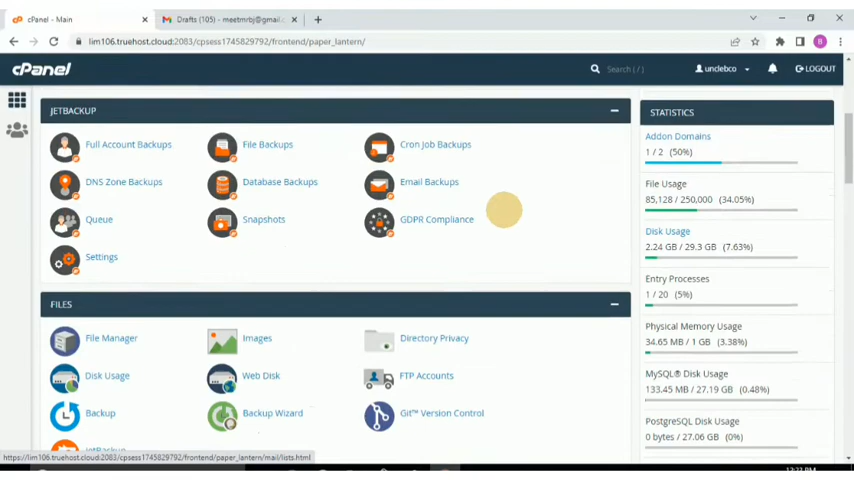 cPanel - Main
Drafts (105) - meetmrbj@gmail.c
lim106.truehost.cloud:2083/cpsess1745829792/frontend/paper_lantern/
B
cPanel
Search ( / )
unclebco
LOGOUT
JETBACKUP
Full Account Backups
File Backups
Cron Job Backups
DNS Zone Backups
Database Backups
Email Backups
Queue
Snapshots
GDPR Compliance
Settings
FILES
File Manager
Images
Directory Privacy
Disk Usage
Web Disk
FTP Accounts
Backup
Backup Wizard
Git™ Version Control
JetBackup
STATISTICS
Addon Domains
1 / 2 (50%)
File Usage
85,128 / 250,000 (34.05%)
Disk Usage
2.24 GB / 29.3 GB (7.63%)
Entry Processes
1 / 20 (5%)
Physical Memory Usage
34.65 MB / 1 GB (3.38%)
MySQL® Disk Usage
133.45 MB / 27.19 GB (0.48%)
PostgreSQL Disk Usage
0 bytes / 27.06 GB (0%)
https://lim106.truehost.cloud:2083/cpsess1745829792/frontend/paper_lantern/mail/lists.html